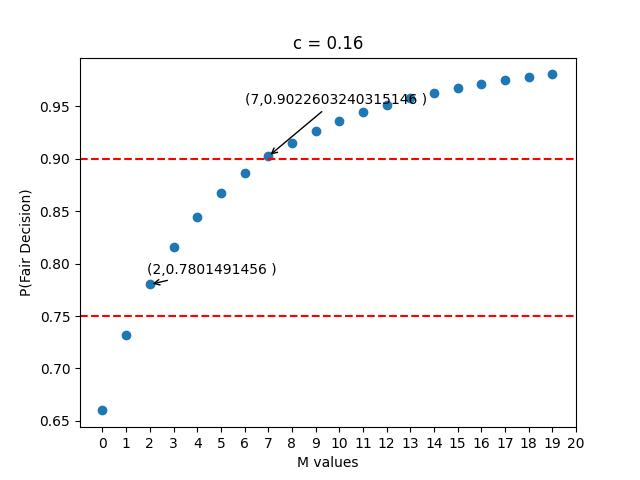 c = 0.16
(7,0.9022603240315146 )
(2,0.7801491456 )
P(Fair Decision)
0.95
0.90
0.85
0.80
0.75
0.70
0.65
0 1 2 3 4 5 6 7 8 9 10 11 12 13 14 15 16 17 18 19 20
M values